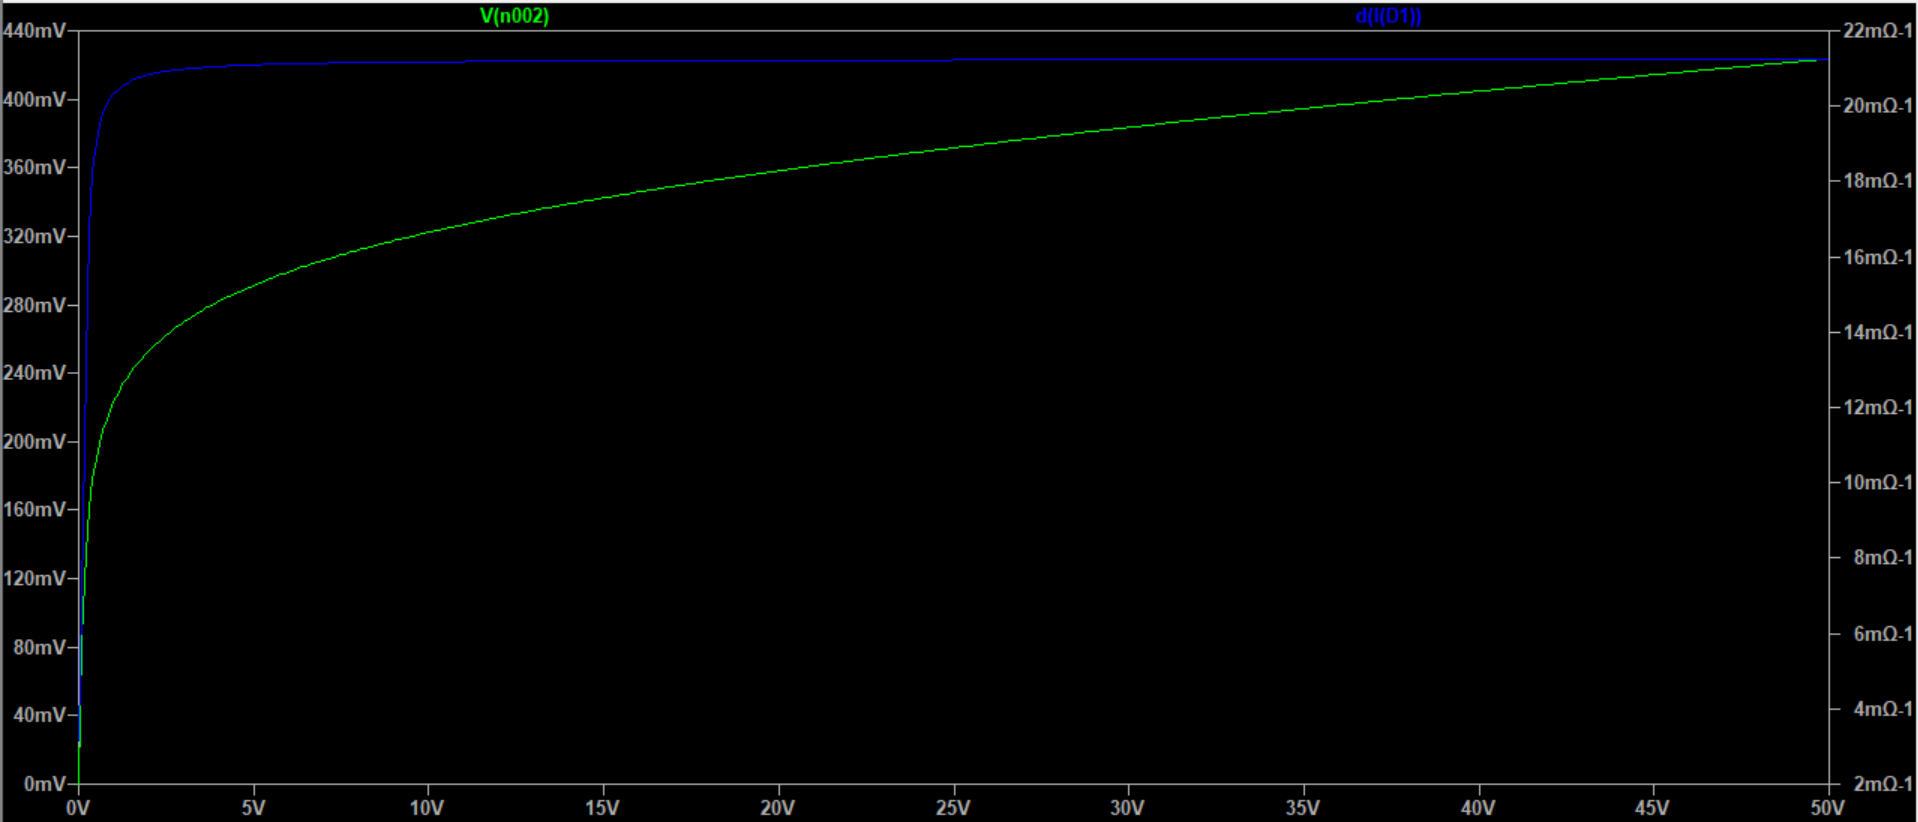 V(n002) d(I(D1))
440mV 22mΩ-1
400mV 20mΩ-1
360mV 18mΩ-1
320mV 16mΩ-1
280mV 14mΩ-1
240mV 12mΩ-1
200mV 10mΩ-1
160mV 8mΩ-1
120mV 6mΩ-1
80mV 4mΩ-1
40mV 2mΩ-1
0mV
0V 5V 10V 15V 20V 25V 30V 35V 40V 45V 50V